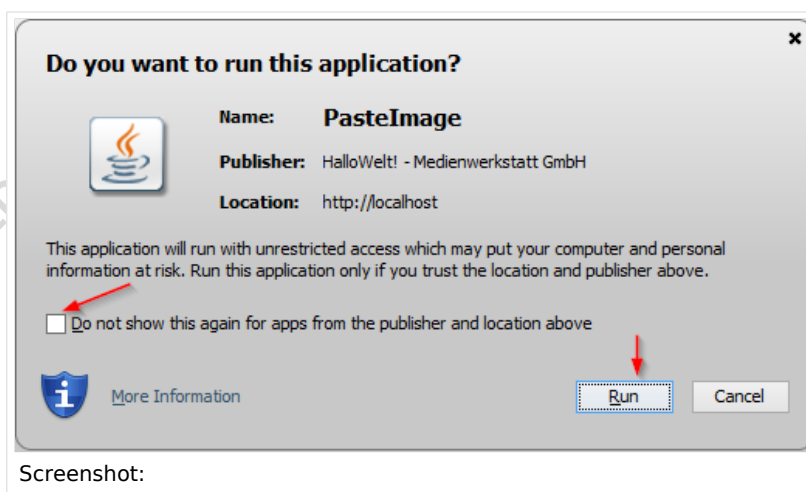 Do you want to run this application?
Name: PasteImage
Publisher: HalloWelt! - Medienwerkstatt GmbH
Location: http://localhost
This application will run with unrestricted access which may put your computer and personal
information at risk. Run this application only if you trust the location and publisher above.
Do not show this again for apps from the publisher and location above
More Information Run Cancel
Screenshot: